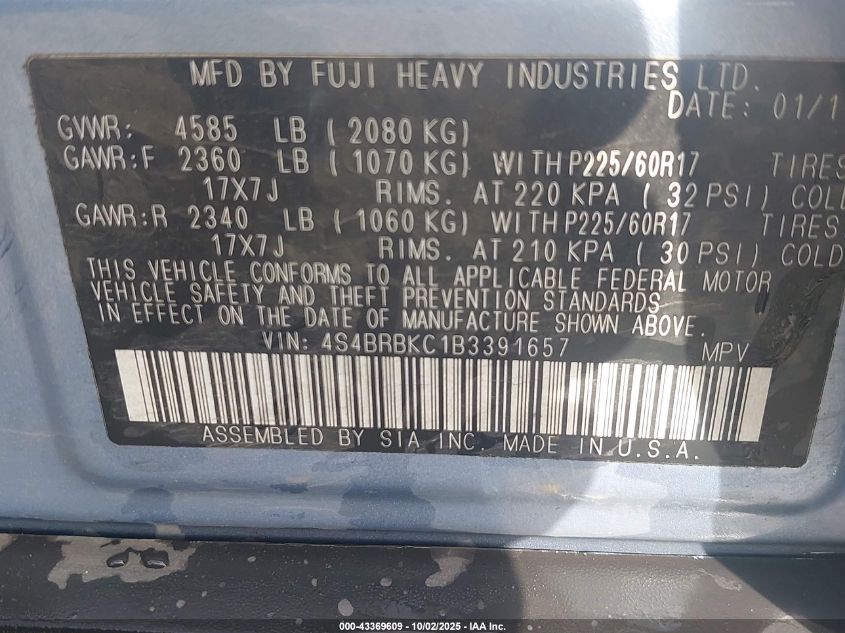 MFD BY FUJI HEAVY INDUSTRIES LTD.
DATE: 01/1
GVWR: 4585 LB ( 2080 KG)
GAWR:F 2360 LB ( 1070 KG) WITH P225/60R17 TIRES
17X7J RIMS. AT 220 KPA ( 32 PSI) COLD
GAWR:R 2340 LB ( 1060 KG) WITH P225/60R17 TIRES
17X7J RIMS. AT 210 KPA ( 30 PSI) COLD
THIS VEHICLE CONFORMS TO ALL APPLICABLE FEDERAL MOTOR
VEHICLE SAFETY AND THEFT PREVENTION STANDARDS
IN EFFECT ON THE DATE OF MANUFACTURE SHOWN ABOVE.
VIN: 4S4BRBKC1B3391657 MPV
ASSEMBLED BY SIA INC. MADE IN U.S.A.
000-43369609 - 10/02/2025 - IAA Inc.